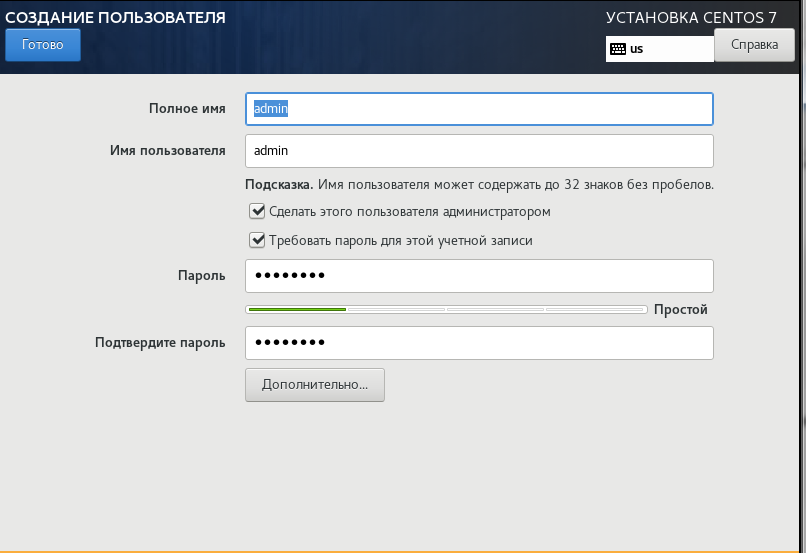 СОЗДАНИЕ ПОЛЬЗОВАТЕЛЯ
УСТАНОВКА CENTOS 7
Готово
us
Справка
Полное имя admin
Имя пользователя admin
Подсказка. Имя пользователя может содержать до 32 знаков без пробелов.
Сделать этого пользователя администратором
Требовать пароль для этой учетной записи
Пароль ••••••••
Простой
Подтвердите пароль ••••••••
Дополнительно...